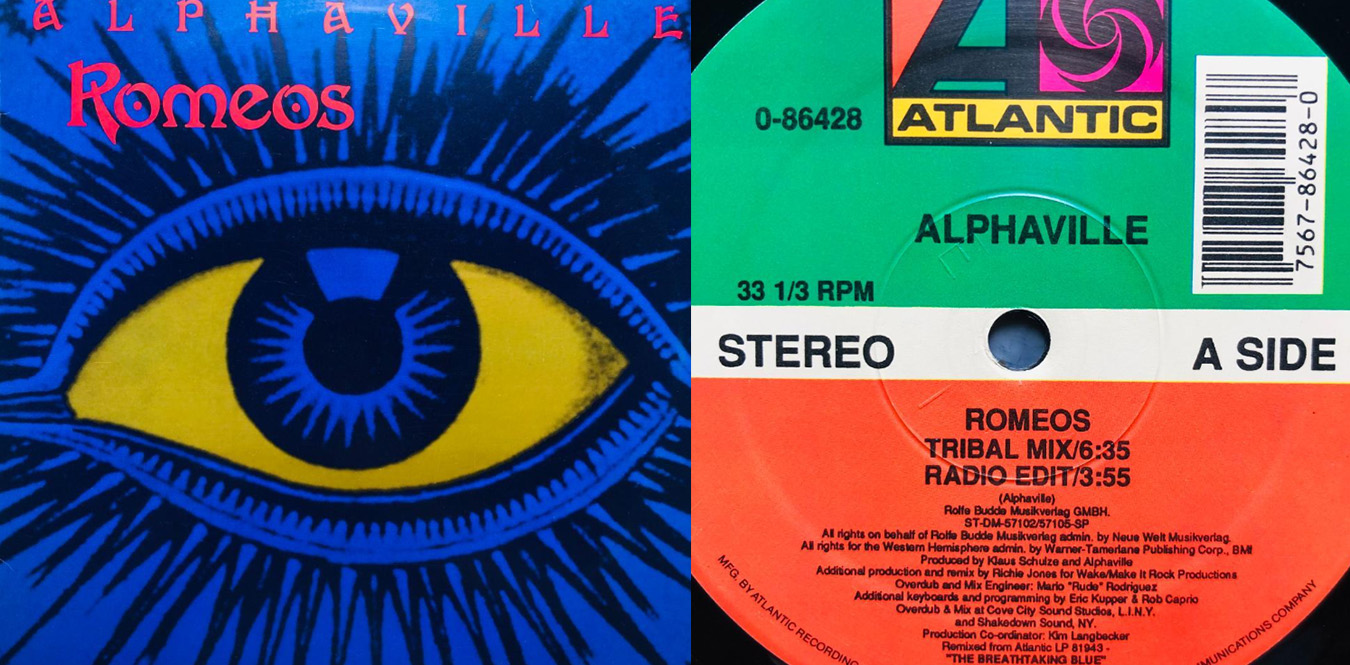 ALPHAVILLE
Romeos
ATLANTIC
0-86428
7567-86428-0
ALPHAVILLE
33 1/3 RPM
STEREO
A SIDE
ROMEOS
TRIBAL MIX/6:35
RADIO EDIT/3:55
(Alphaville)
Rolfe Budde Musikverlag GMBH.
ST-DM-57102/57105-SP
All rights on behalf of Rolfe Budde Musikverlag admin. by Neue Welt Musikverlag.
All rights for the Western Hemisphere admin. by Warner-Tamerlane Publishing Corp., BMI
Produced by Klaus Schulze and Alphaville
Additional production and remix by Richie Jones for Wake/Make It Rock Productions
Overdub and Mix Engineer: Mario "Rude" Rodriguez
Additional keyboards and programming by Eric Kupper & Rob Caprio
Overdub & Mix at Cove City Sound Studios, L.I.N.Y.
and Shakedown Sound, NY.
Production Co-ordinator: Kim Langbecker
Remixed from Atlantic LP 81943 -
"THE BREATHTAKING BLUE"
MFG. BY ATLANTIC RECORDING
MUNICATIONS COMPANY